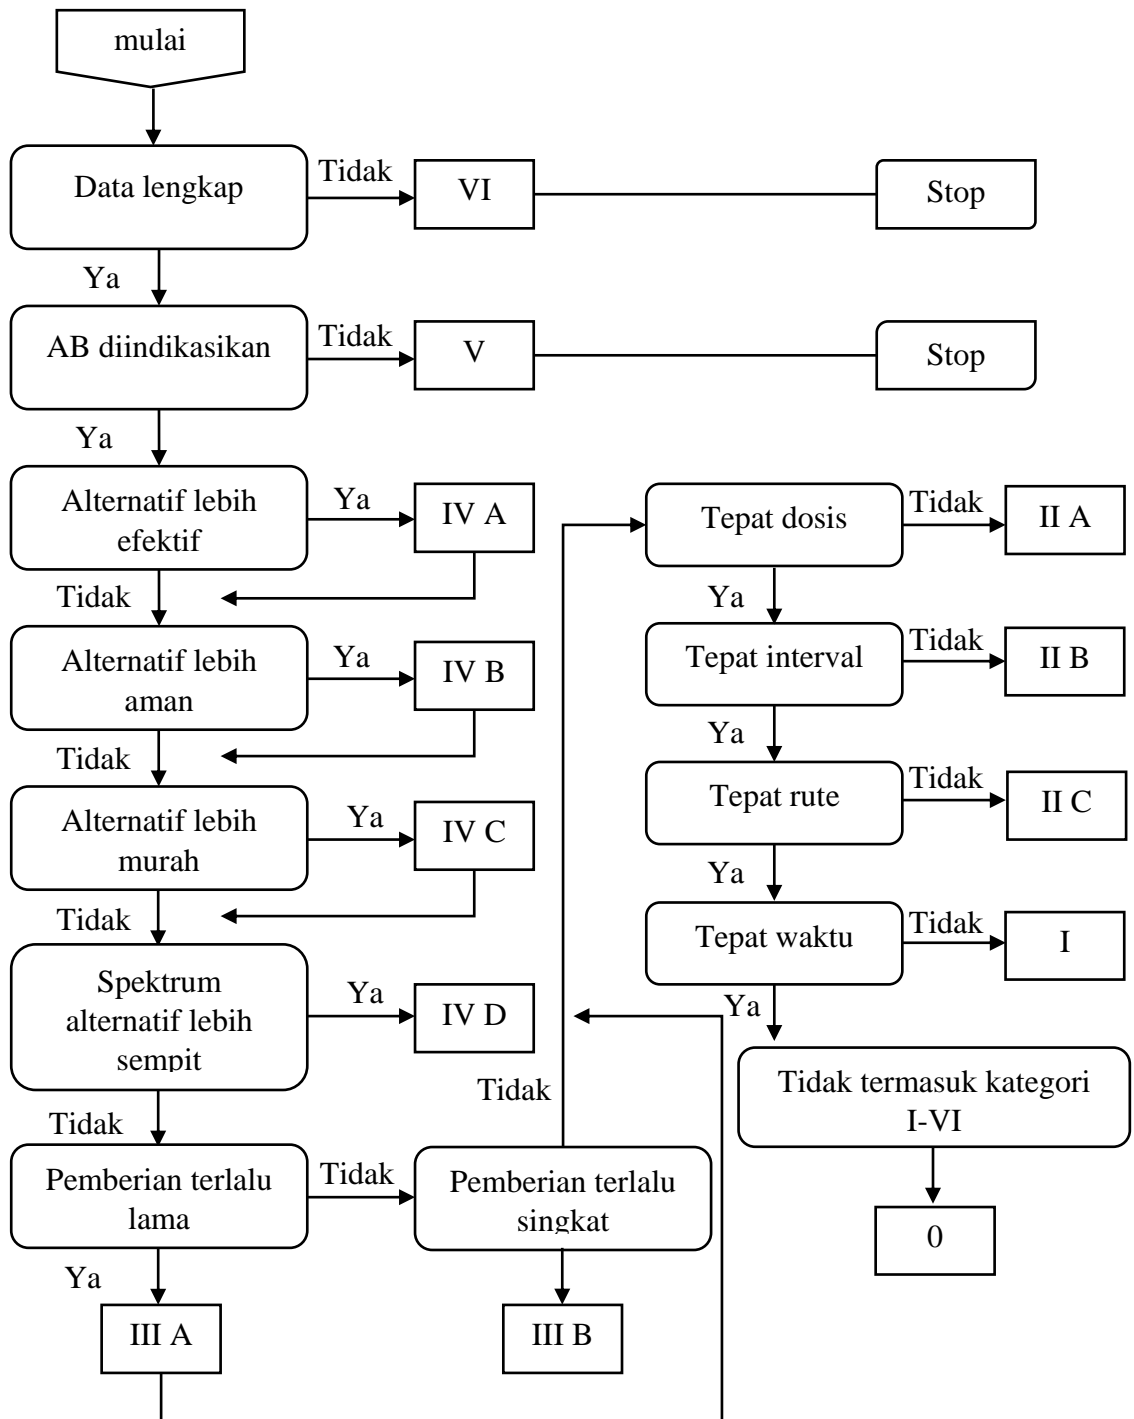 mulai
Data lengkap
Tidak
VI
Stop
Ya
AB diindikasikan
Tidak
V
Stop
Ya
Alternatif lebih
efektif
Ya
IV A
Tidak
Alternatif lebih
aman
Ya
IV B
Tidak
Alternatif lebih
murah
Ya
IV C
Tidak
Spektrum
alternatif lebih
sempit
Ya
IV D
Tidak
Pemberian terlalu
lama
Tidak
Pemberian terlalu
singkat
Ya
III A
III B
Tidak
Tepat dosis
Tidak
II A
Ya
Tepat interval
Tidak
II B
Ya
Tepat rute
Tidak
II C
Ya
Tepat waktu
Tidak
I
Ya
Tidak termasuk kategori
I-VI
0